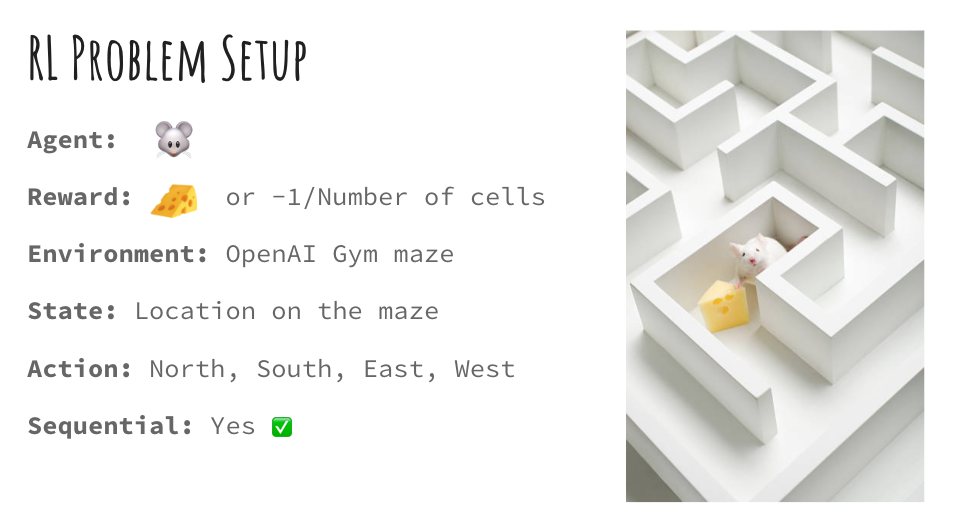 RL Problem Setup
Agent: 🐭
Reward: 🧀 or -1/Number of cells
Environment: OpenAI Gym maze
State: Location on the maze
Action: North, South, East, West
Sequential: Yes ✅